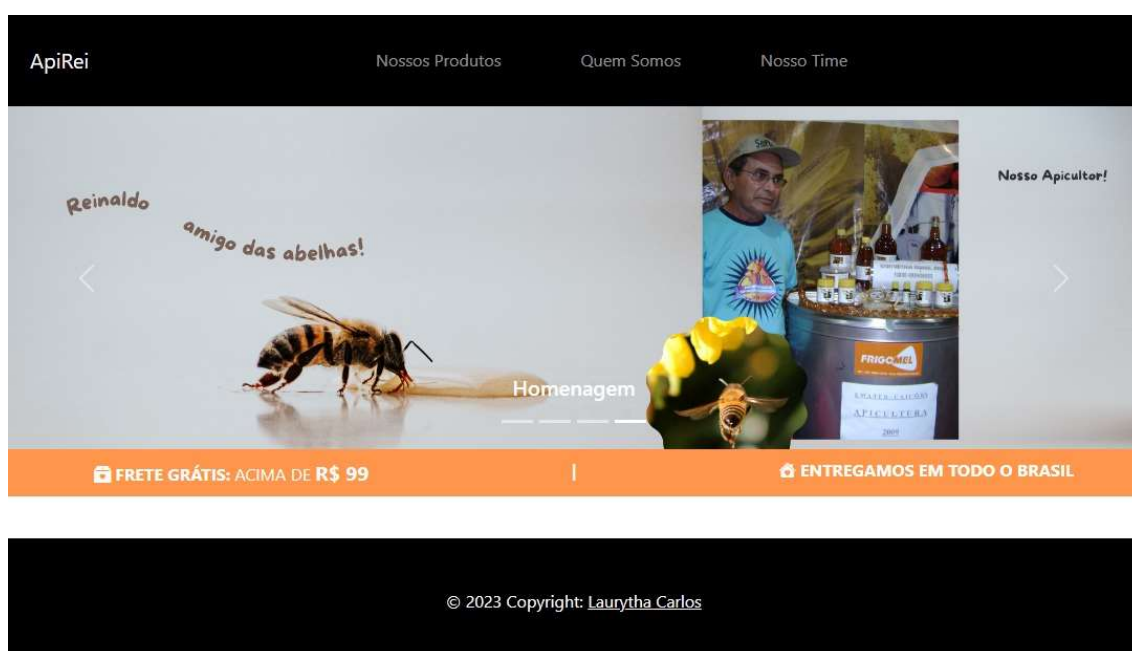 ApiRei
Nossos Produtos
Quem Somos
Nosso Time
Reinaldo
amigo das abelhas!
Nosso Apicultor!
FRIGOMEL
APICULTURA
2009
Homenagem
FRETE GRÁTIS: ACIMA DE R$ 99
|
ENTREGAMOS EM TODO O BRASIL
© 2023 Copyright: Laurytha Carlos